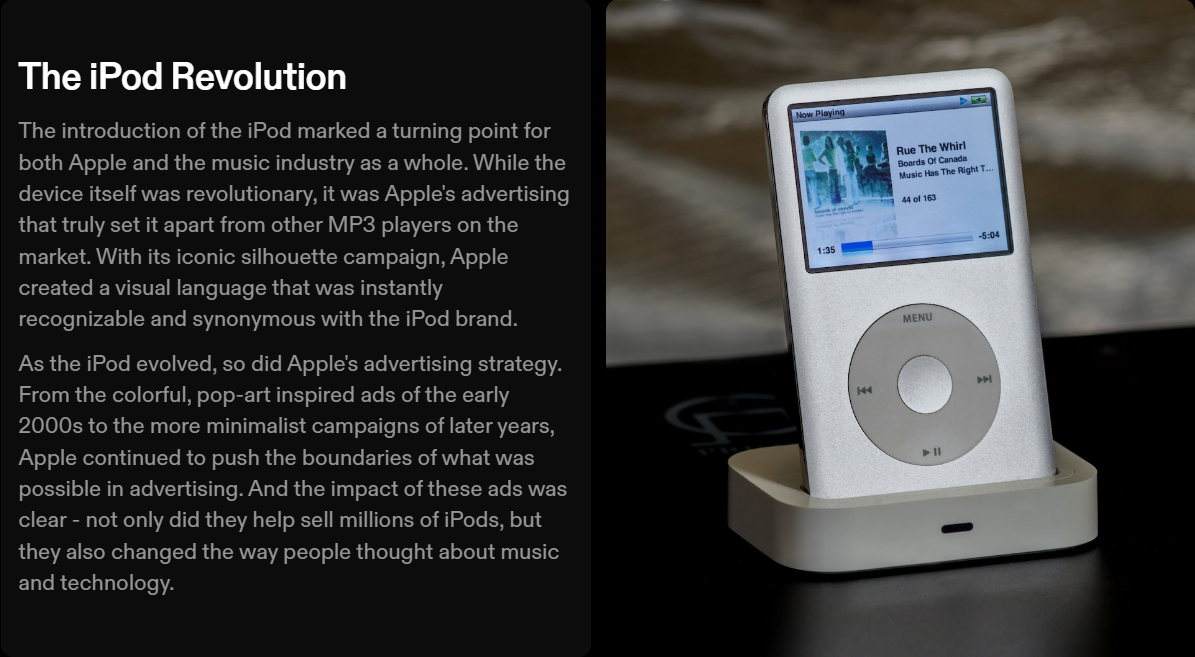 The iPod Revolution
The introduction of the iPod marked a turning point for
both Apple and the music industry as a whole. While the
device itself was revolutionary, it was Apple's advertising
that truly set it apart from other MP3 players on the
market. With its iconic silhouette campaign, Apple
created a visual language that was instantly
recognizable and synonymous with the iPod brand.
As the iPod evolved, so did Apple's advertising strategy.
From the colorful, pop-art inspired ads of the early
2000s to the more minimalist campaigns of later years,
Apple continued to push the boundaries of what was
possible in advertising. And the impact of these ads was
clear - not only did they help sell millions of iPods, but
they also changed the way people thought about music
and technology.
Now Playing
Rue The Whirl
Boards Of Canada
Music Has The Right T...
44 of 163
1:35
-5:04
MENU